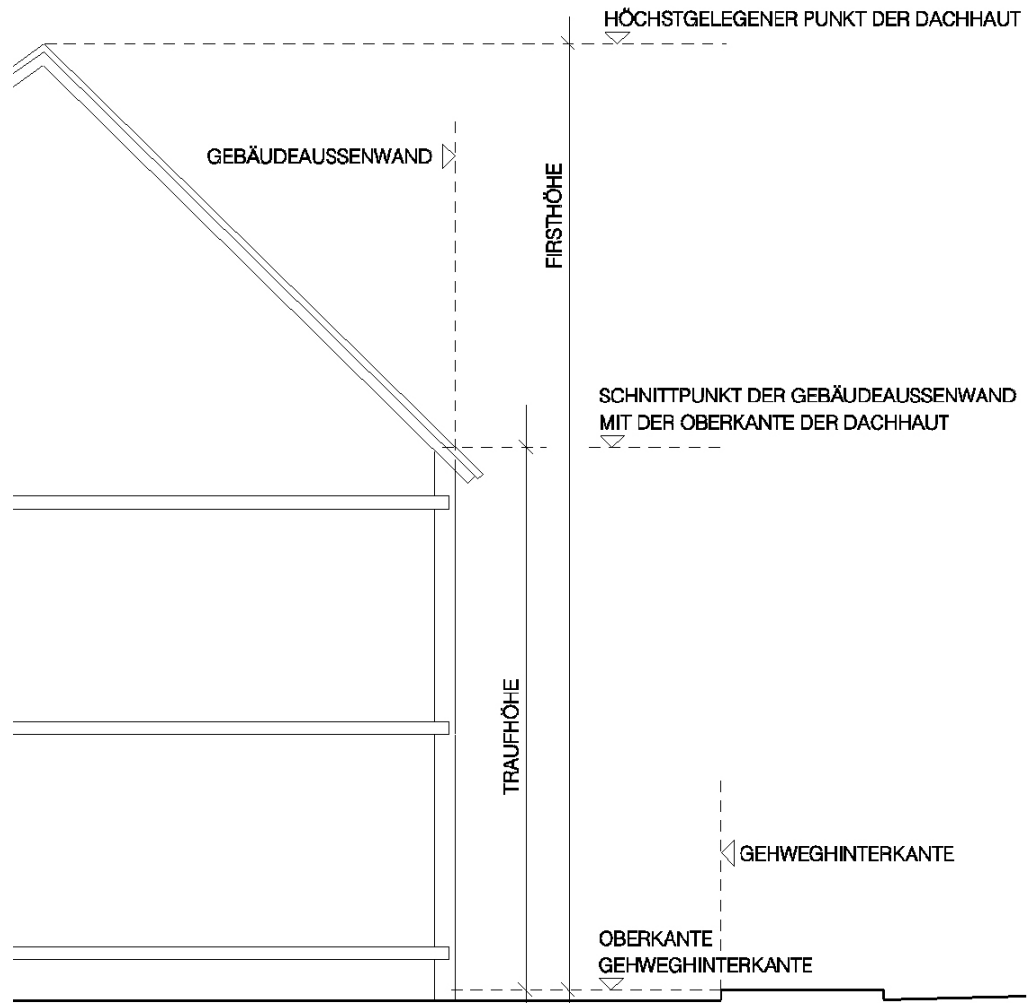 HÖCHSTGELEGENER PUNKT DER DACHHAUT
GEBÄUDEAUSSENWAND
FIRSTHÖHE
SCHNITTPUNKT DER GEBÄUDEAUSSENWAND
MIT DER OBERKANTE DER DACHHAUT
TRAUFHÖHE
GEHWEGHINTERKANTE
OBERKANTE
GEHWEGHINTERKANTE